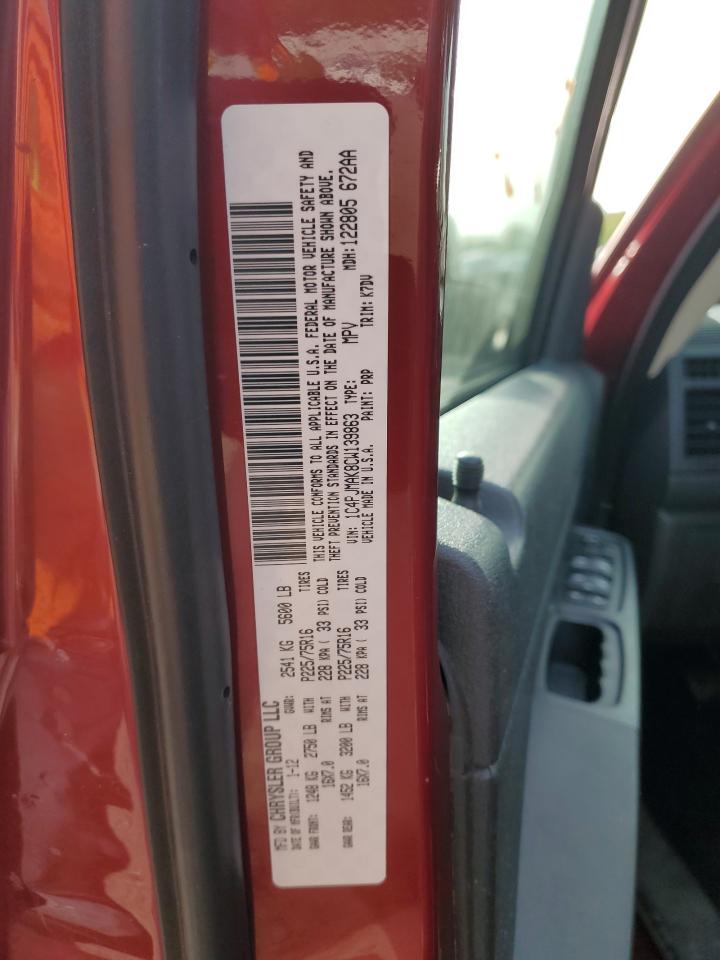 MFD BY CHRYSLER GROUP LLC
DATE OF MFR(BUILT): 1-12 GVWR: 2541 KG 5600 LB
GAWR FRONT: 1248 KG 2750 LB WITH P225/75R16 TIRES
16X7.0 RIMS AT 228 KPA ( 33 PSI) COLD
GAWR REAR: 1452 KG 3200 LB WITH P225/75R16 TIRES
16X7.0 RIMS AT 228 KPA ( 33 PSI) COLD
THIS VEHICLE CONFORMS TO ALL APPLICABLE U.S.A. FEDERAL MOTOR VEHICLE SAFETY AND
THEFT PREVENTION STANDARDS IN EFFECT ON THE DATE OF MANUFACTURE SHOWN ABOVE.
VIN: 1C4PJMAK8CW139863 TYPE: MPV MDH: 122805 672AA
VEHICLE MADE IN U.S.A. PAINT: PRP TRIM: K7DV